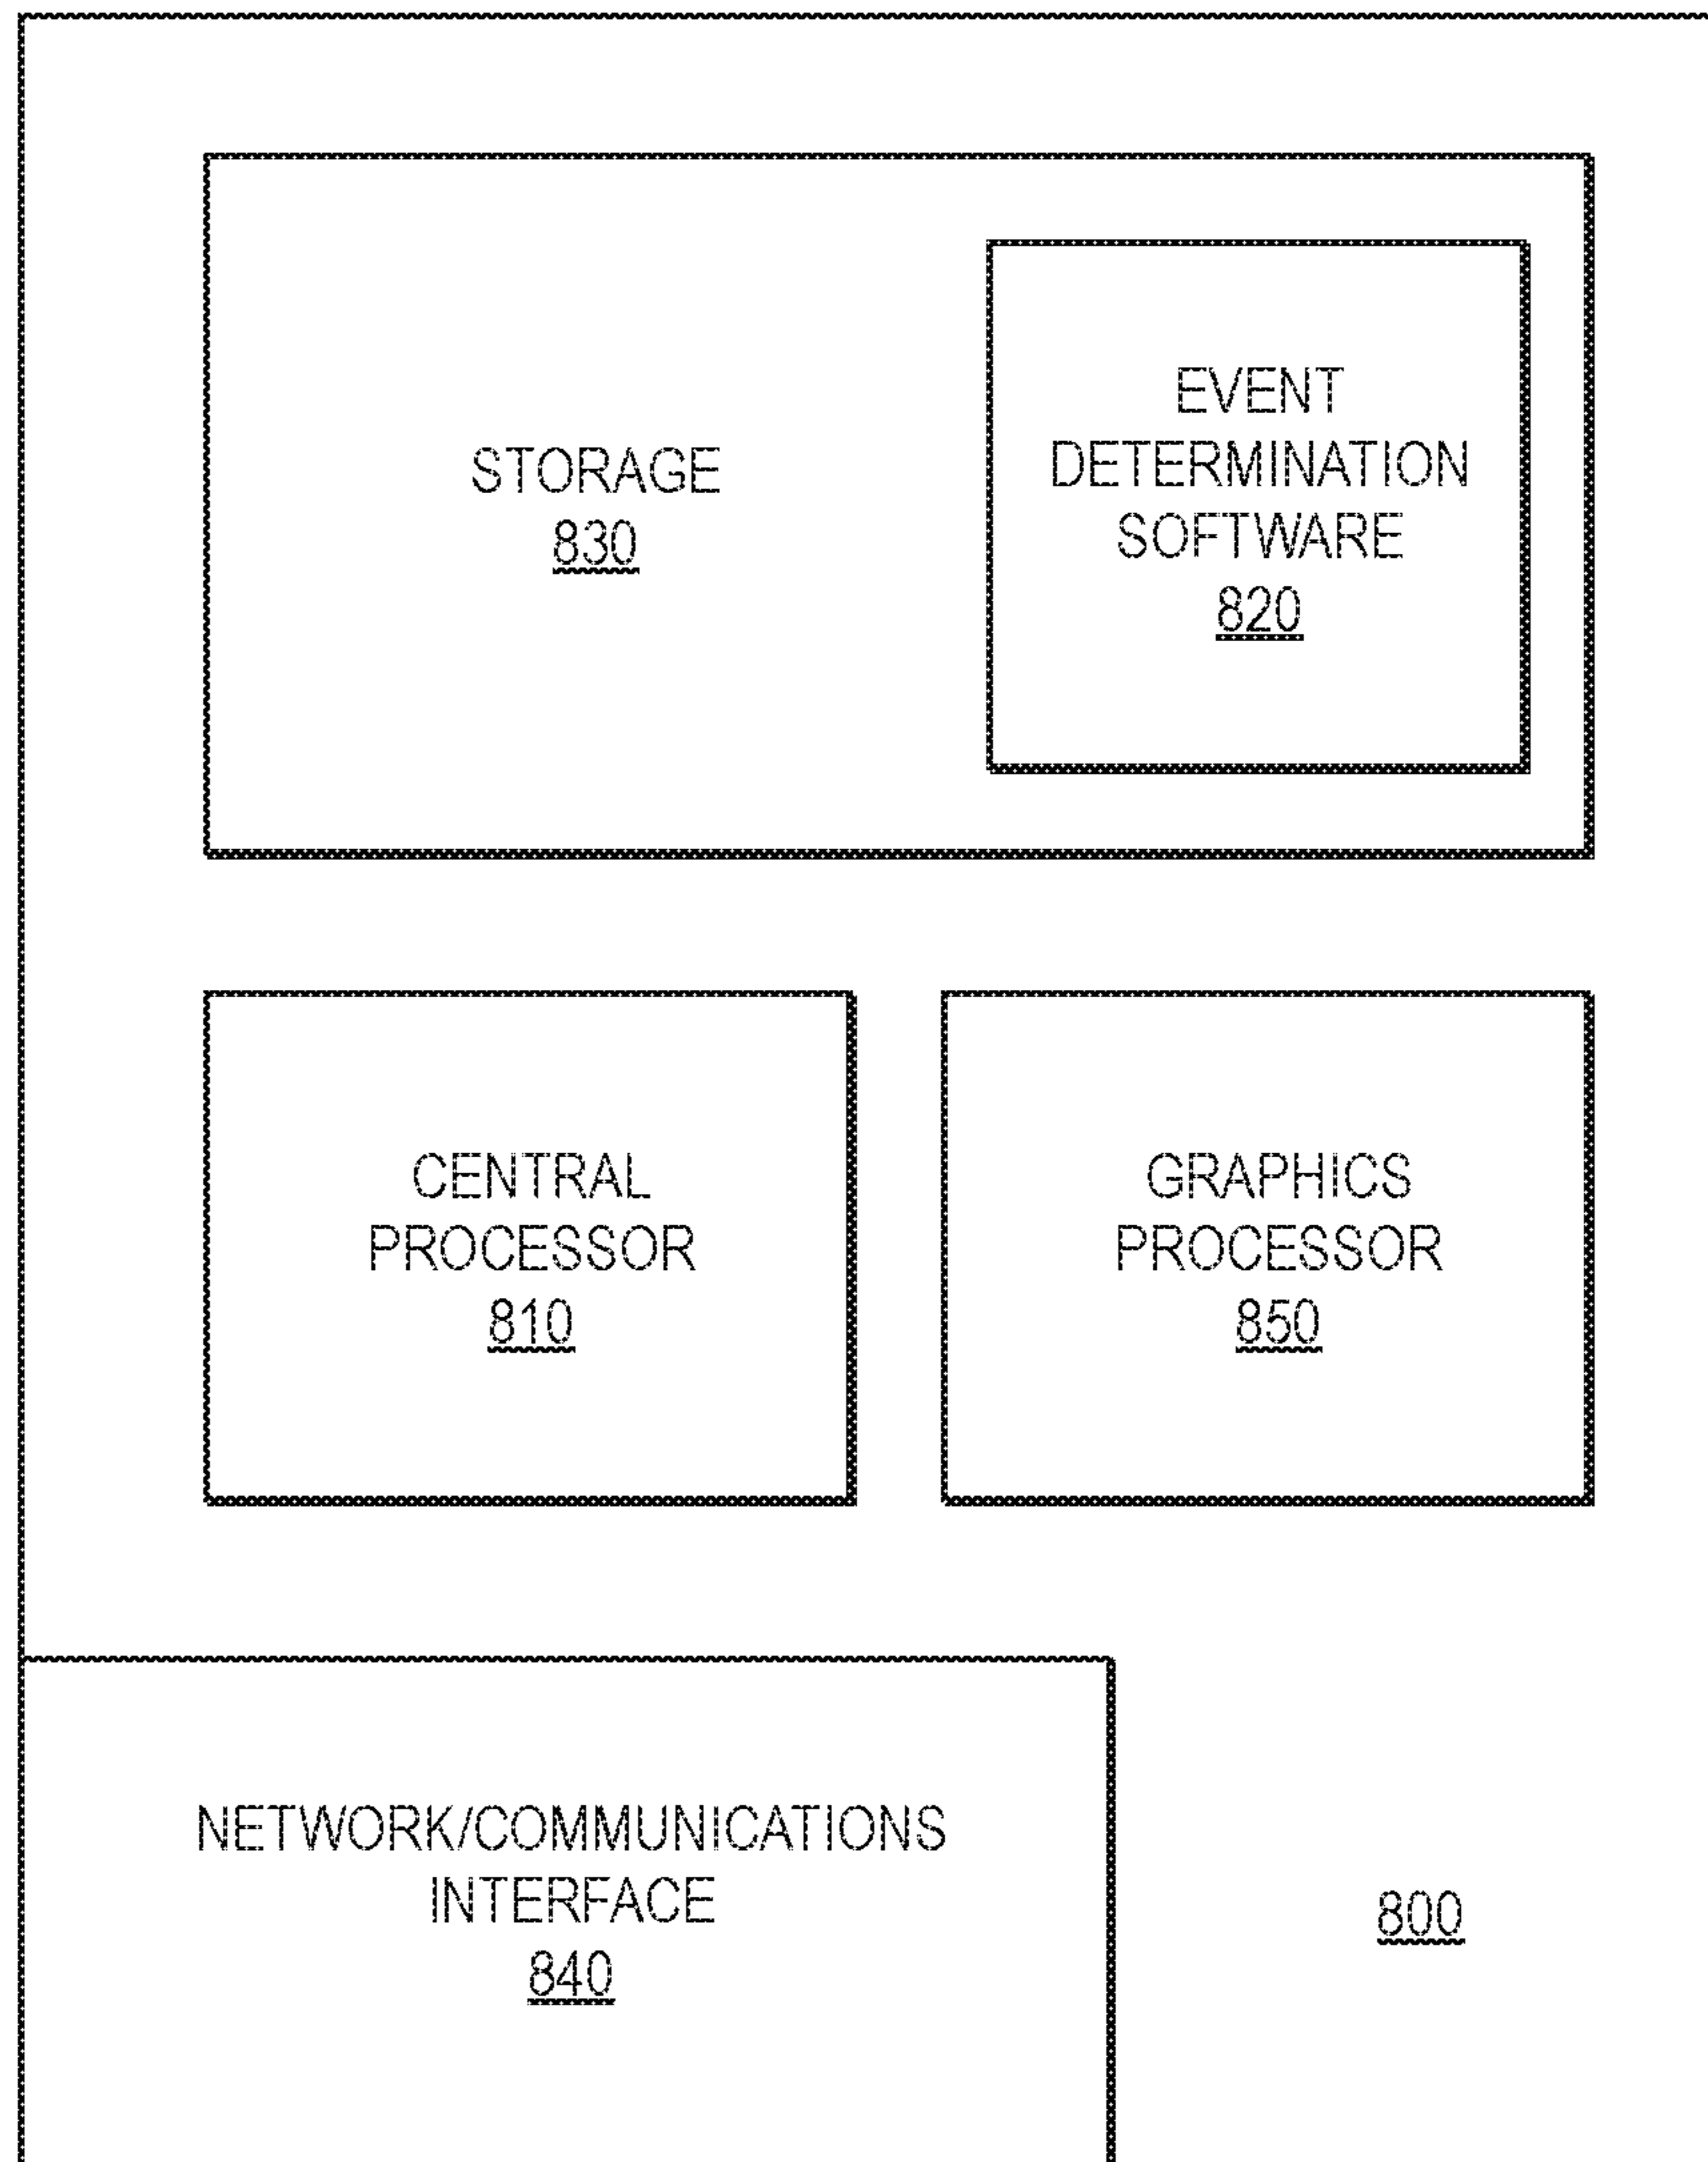 STORAGE
830
EVENT
DETERMINATION
SOFTWARE
820
CENTRAL
PROCESSOR
810
GRAPHICS
PROCESSOR
850
NETWORK/COMMUNICATIONS
INTERFACE
840
800